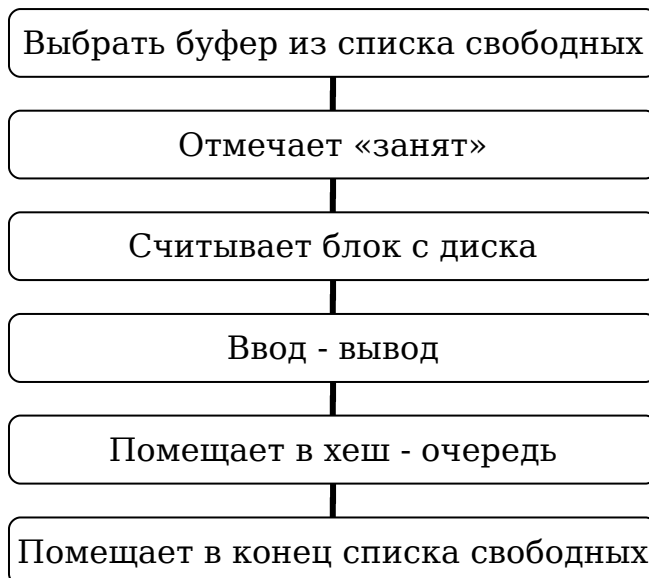 Выбрать буфер из списка свободных
Отмечает «занят»
Считывает блок с диска
Ввод - вывод
Помещает в хеш - очередь
Помещает в конец списка свободных